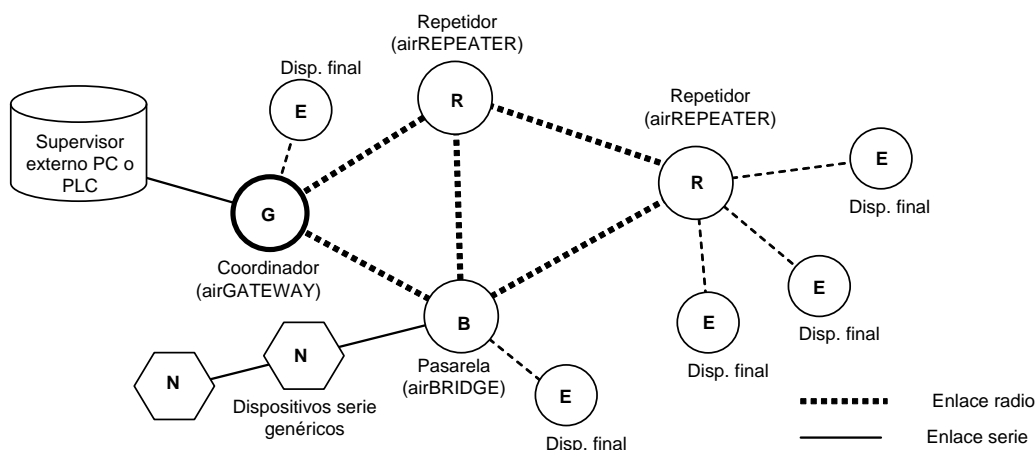 Repetidor
(airREPEATER)
Disp. final
E
R
Repetidor
(airREPEATER)
Supervisor
externo PC o
PLC
E
R
Disp. final
G
Coordinador
(airGATEWAY)
E
Disp. final
B
E
Disp. final
N
N
Pasarela
(airBRIDGE)
Dispositivos serie
genéricos
E
Disp. final
Enlace radio
Enlace serie